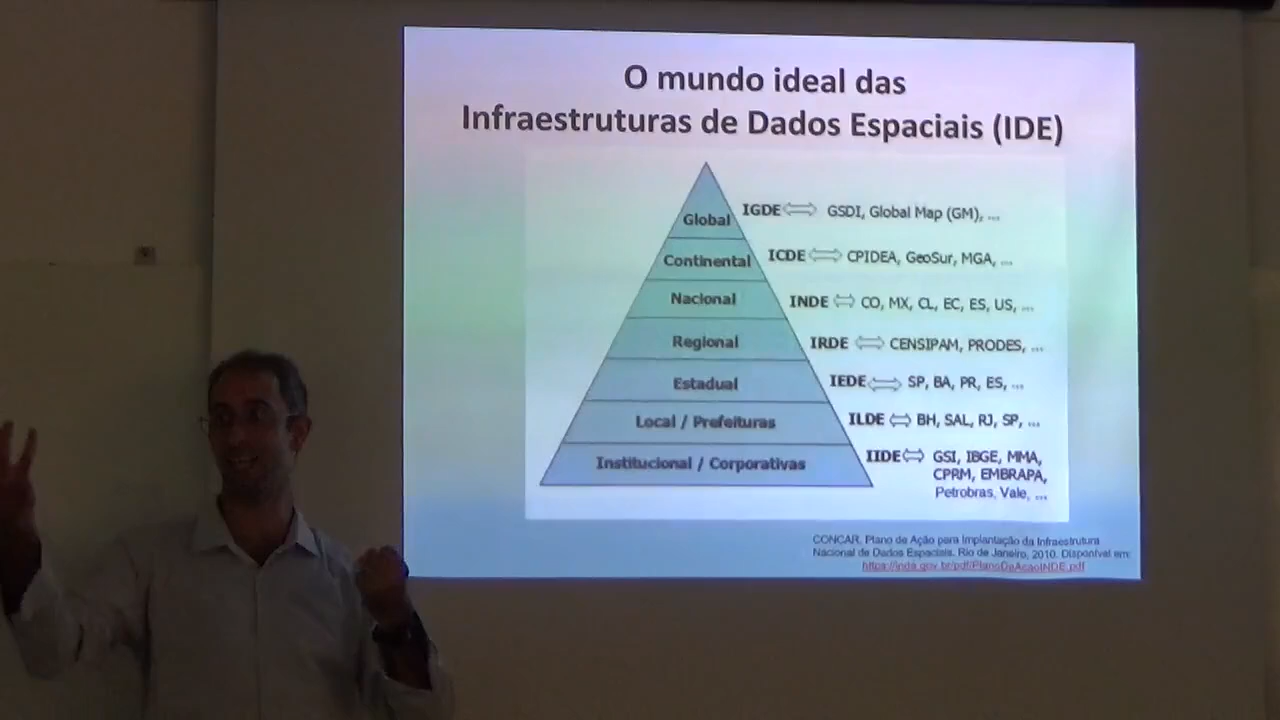 O mundo ideal das
Infraestruturas de Dados Espaciais (IDE)
Global IGDE ⇔ GSDI, Global Map (GM), ...
Continental ICDE ⇔ CPIDEA, GeoSur, MGA, ...
Nacional INDE ⇔ CO, MX, CL, EC, ES, US, ...
Regional IRDE ⇔ CENSIPAM, PRODES, ...
Estadual IEDE ⇔ SP, BA, PR, ES, ...
Local / Prefeituras ILDE ⇔ BH, SAL, RJ, SP, ...
Institucional / Corporativas IIDE ⇔ GSI, IBGE, MMA,
CPRM, EMBRAPA,
Petrobras, Vale, ...
CONCAR. Plano de Ação para Implantação da Infraestrutura
Nacional de Dados Espaciais. Rio de Janeiro, 2010. Disponível em:
https://inda.gov.br/pdf/PlanoDeAcaoINDE.pdf